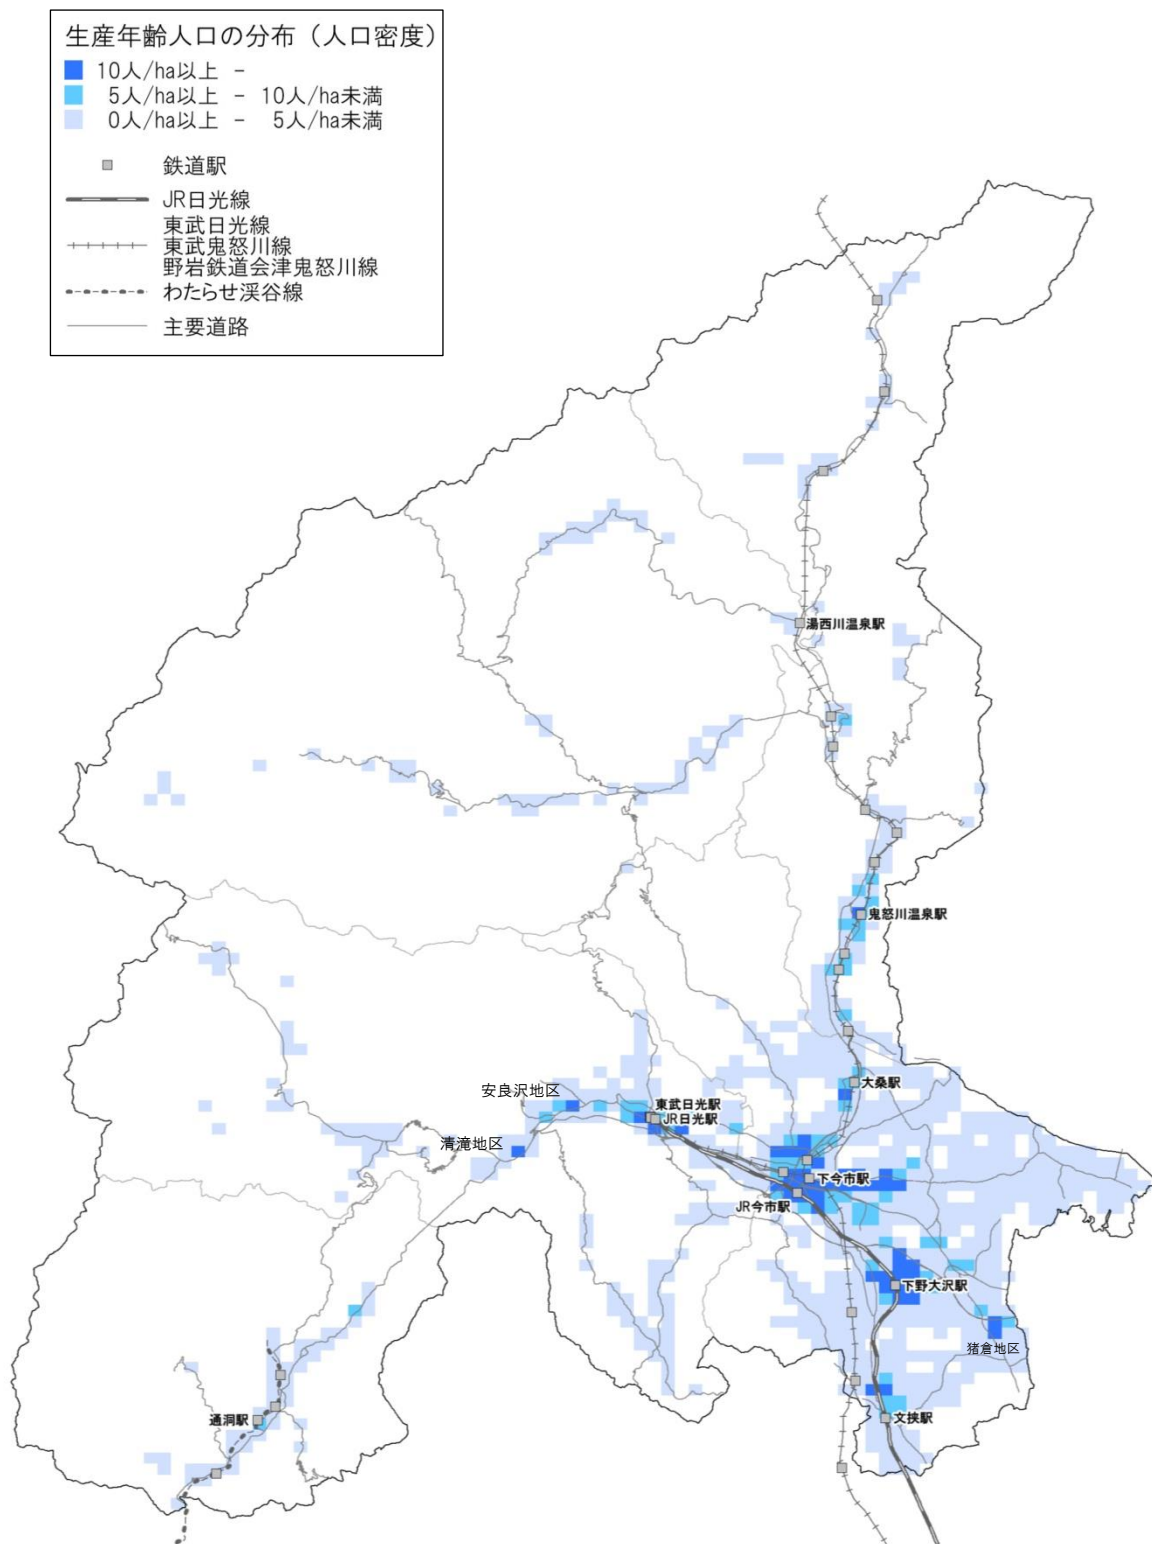 生産年齢人口の分布（人口密度）
10人/ha以上 －
5人/ha以上 － 10人/ha未満
0人/ha以上 － 5人/ha未満
鉄道駅
JR日光線
東武日光線
東武鬼怒川線
野岩鉄道会津鬼怒川線
わたらせ渓谷線
主要道路
湯西川温泉駅
鬼怒川温泉駅
大桑駅
安良沢地区
東武日光駅
JR日光駅
清滝地区
下今市駅
JR今市駅
下野大沢駅
猪倉地区
通洞駅
文挟駅